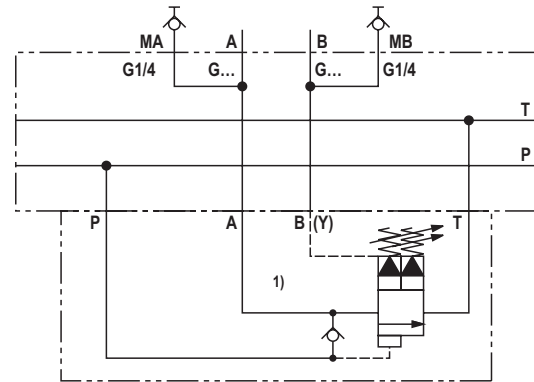 MA A B MB
G1/4 G... G... G1/4
T
P
P A B (Y) T
1)